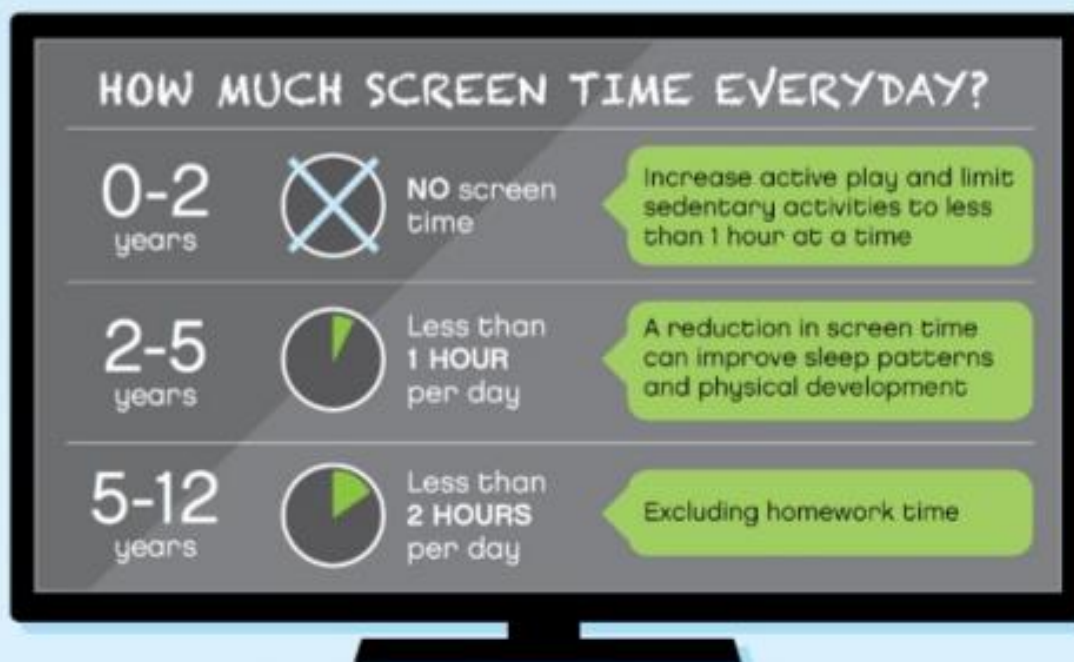 HOW MUCH SCREEN TIME EVERYDAY?
0-2
years
NO screen
time
Increase active play and limit
sedentary activities to less
than 1 hour at a time
2-5
years
Less than
1 HOUR
per day
A reduction in screen time
can improve sleep patterns
and physical development
5-12
years
Less than
2 HOURS
per day
Excluding homework time